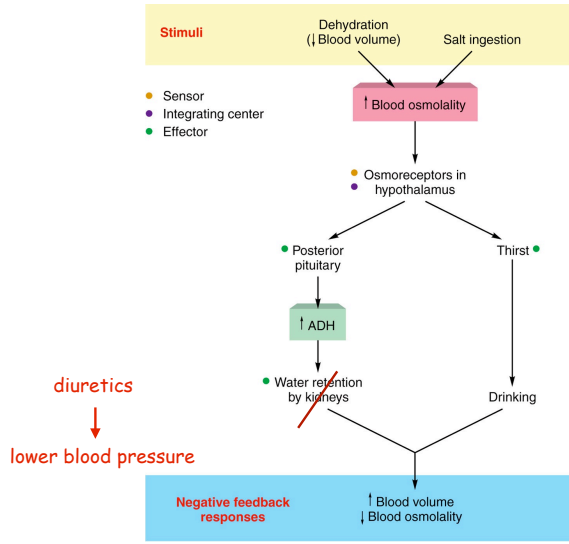 Stimuli
Dehydration
(↓Blood volume)
Salt ingestion
Sensor
Integrating center
Effector
↑ Blood osmolality
Osmoreceptors in
hypothalamus
Posterior
pituitary
Thirst
↑ ADH
Water retention
by kidneys
Drinking
diuretics
lower blood pressure
Negative feedback
responses
↑ Blood volume
↓ Blood osmolality